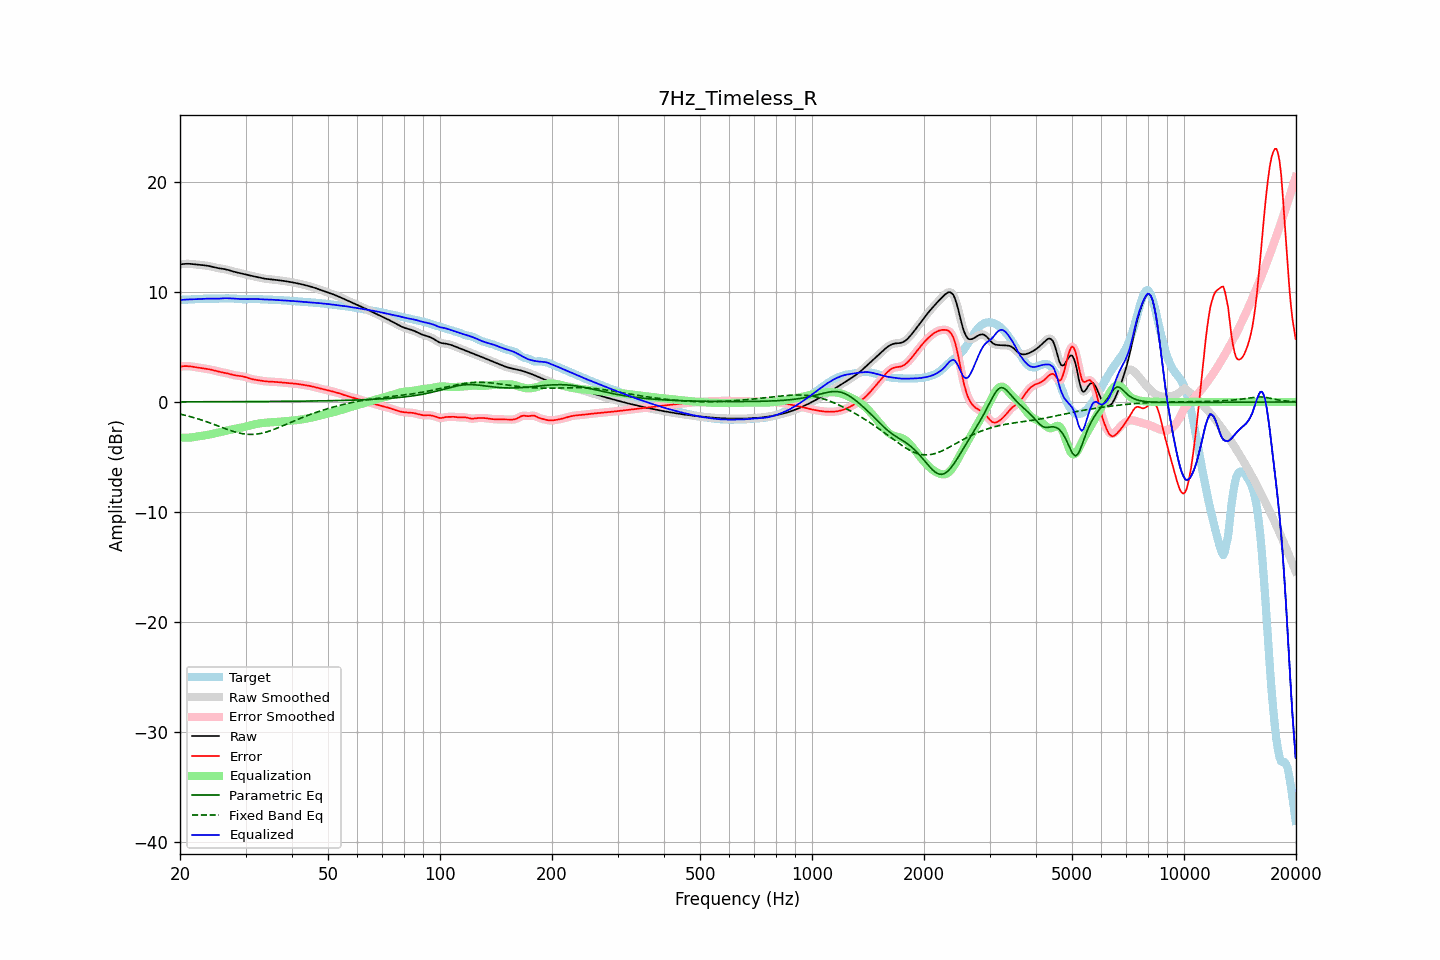 7Hz_Timeless_R
Amplitude (dBr)
20
10
0
−10
−20
−30
−40
Target
Raw Smoothed
Error Smoothed
Raw
Error
Equalization
Parametric Eq
Fixed Band Eq
Equalized
20 50 100 200 500 1000 2000 5000 10000 20000
Frequency (Hz)